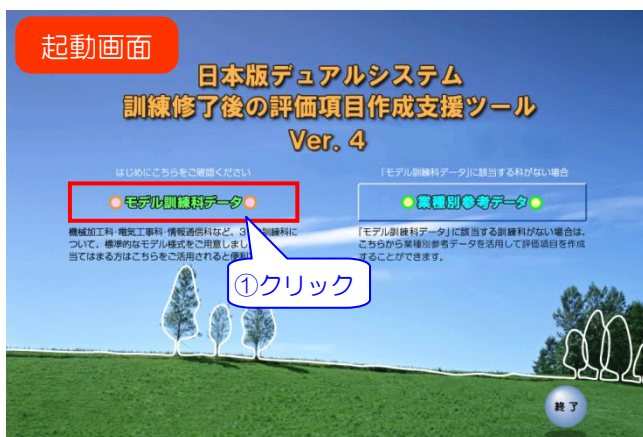 起動画面
日本版デュアルシステム
訓練修了後の評価項目作成支援ツール
Ver. 4
はじめにこちらをご確認ください
モデル訓練科データ
機械加工科・電気工事科・情報通信科など、3 訓練科に
ついて、標準的なモデル様式をご用意しまし
当てはまる方はこちらをご活用されると便利
「モデル訓練科データ」に該当する科がない場合
業種別参考データ
「モデル訓練科データ」に該当する訓練科がない場合は、
こちらから業種別参考データを活用して評価項目を作成
することができます。
①クリック
終了